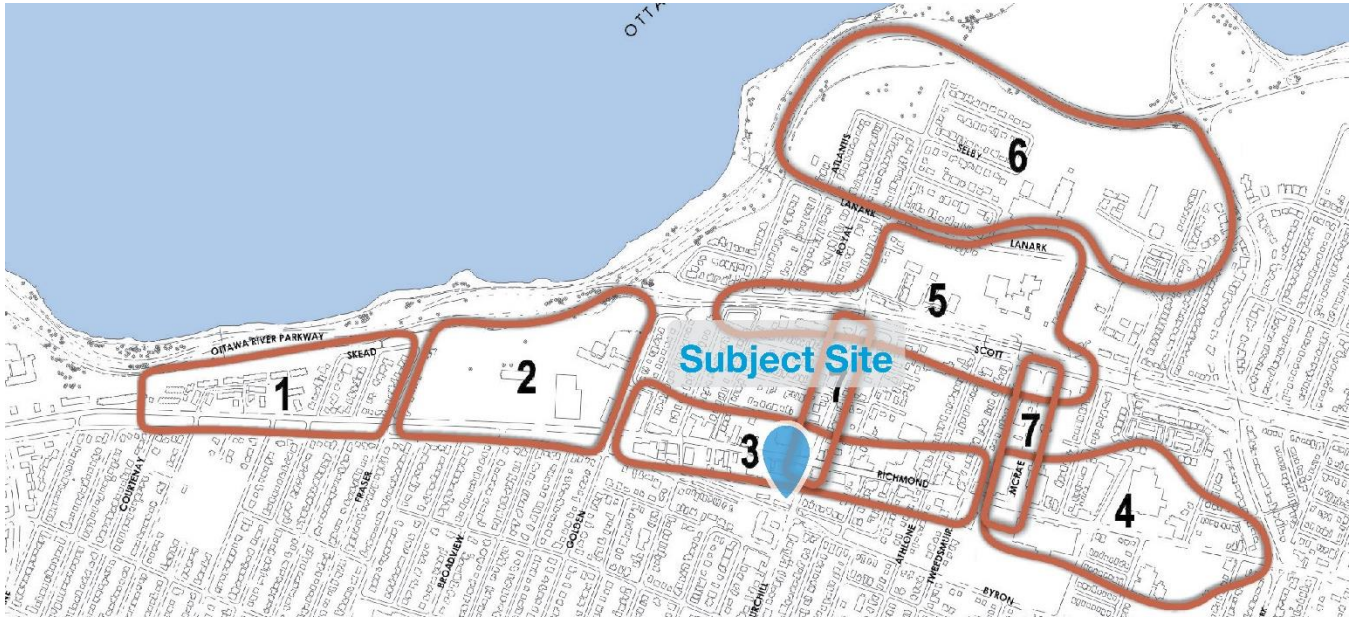 OTTA
6
SELBY
ATLANTIS
LANARK
ROYAL
LANARK
5
OTTAWA RIVER PARKWAY
SKEAD
SCOTT
Subject Site
1
2
7
3
RICHMOND
MCRAE
4
COURTENAY
FRASER
BROADVIEW
GOLDEN
ATHLONE
TWEEDSMUIR
BYRON